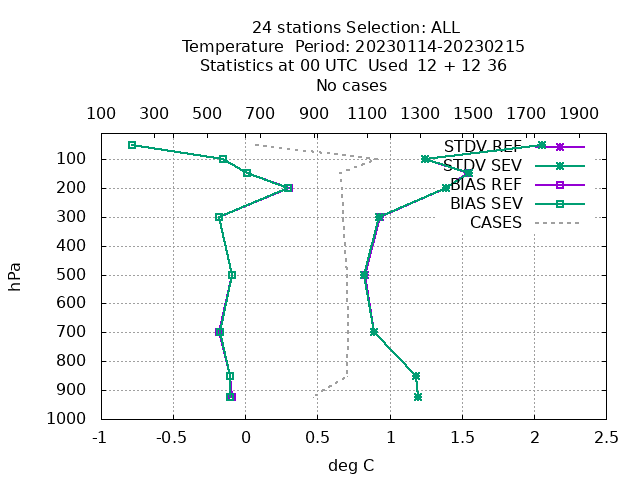 24 stations Selection: ALL
Temperature  Period: 20230114-20230215
Statistics at 00 UTC  Used  12 + 12 36
No cases
100 300 500 700 900 1100 1300 1500 1700 1900
STDV REF
STDV SEV
BIAS REF
BIAS SEV
CASES
100
200
300
400
500
600
700
800
900
1000
hPa
-1 -0.5 0 0.5 1 1.5 2 2.5
deg C